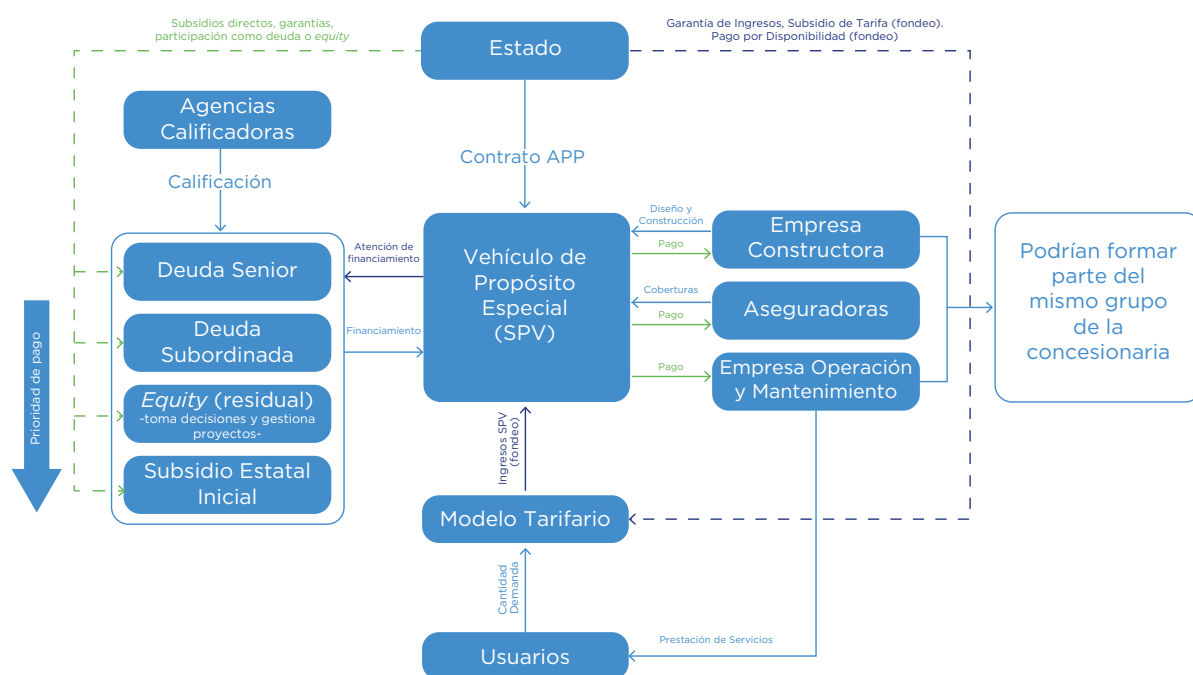 Subsidios directos, garantías,
participación como deuda o equity
Estado
Garantía de Ingresos, Subsidio de Tarifa (fondeo).
Pago por Disponibilidad (fondeo)
Agencias
Calificadoras
Contrato APP
Calificación
Deuda Senior
Deuda
Subordinada
Equity (residual)
-toma decisiones y gestiona
proyectos-
Subsidio Estatal
Inicial
Prioridad de pago
Atención de
financiamiento
Financiamiento
Vehículo de
Propósito
Especial
(SPV)
Diseño y
Construcción
Pago
Coberturas
Pago
Pago
Empresa
Constructora
Aseguradoras
Empresa Operación
y Mantenimiento
Podrían formar
parte del
mismo grupo
de la
concesionaria
Ingresos SPV
(fondeo)
Modelo Tarifario
Cantidad
Demanda
Prestación de Servicios
Usuarios